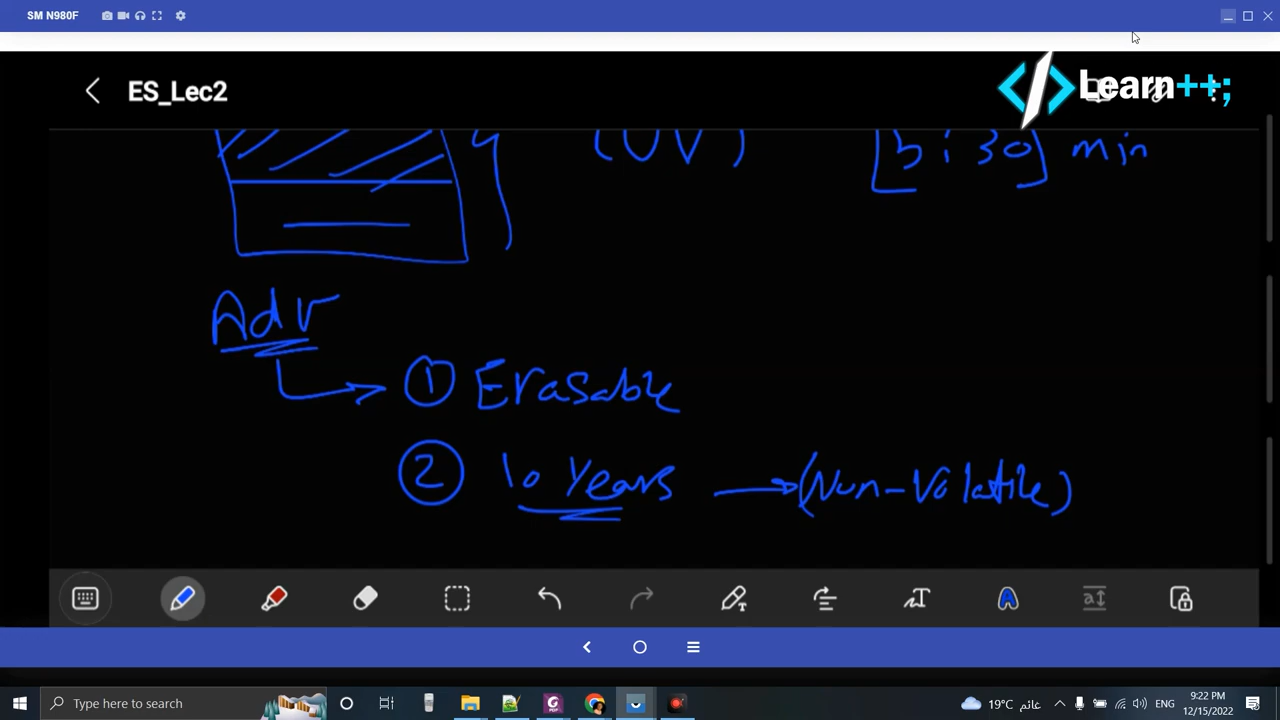 SM N980F
ES_Lec2
</> Learn++;
(UV) [5 : 30] min
Adv
① Erasable
② 10 Years → (Non-Volatile)
Type here to search
19°C غائم
ENG
9:22 PM
12/15/2022